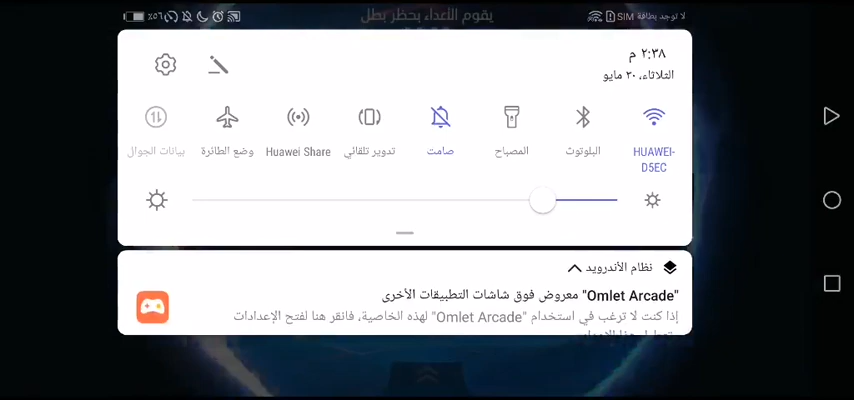 لا توجد بطاقة SIM
٥٦٪
يقوم الأعداء بحظر بطل
٢:٣٨ م
الثلاثاء، ٣٠ مايو
HUAWEI-D5EC
البلوتوث
المصباح
صامت
تدوير تلقائي
Huawei Share
وضع الطائرة
بيانات الجوال
نظام الأندرويد
"Omlet Arcade" معروض فوق شاشات التطبيقات الأخرى
إذا كنت لا ترغب في استخدام "Omlet Arcade" لهذه الخاصية، فانقر هنا لفتح الإعدادات